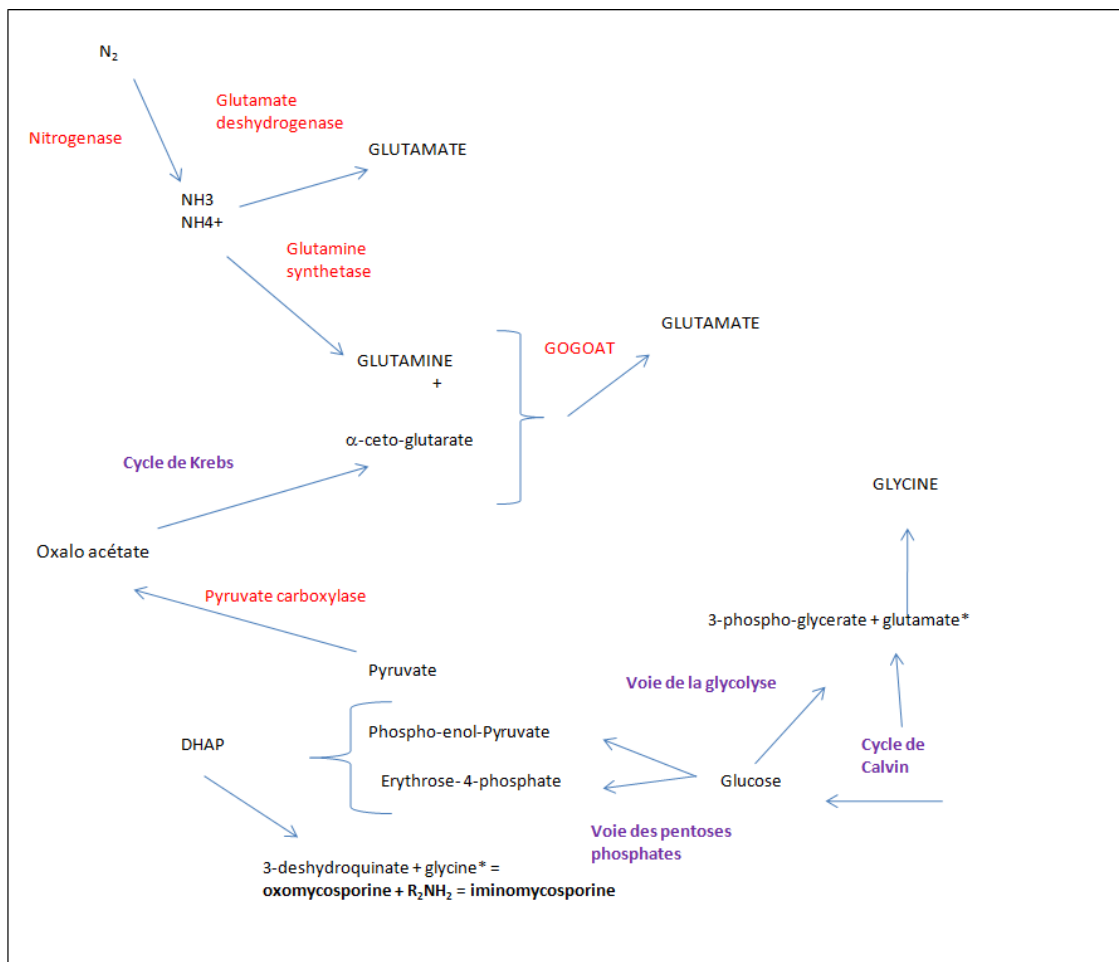 N₂
Glutamate
deshydrogenase
Nitrogenase
GLUTAMATE
NH3
NH4+
Glutamine
synthetase
GLUTAMATE
GOGOAT
GLUTAMINE
+
α-ceto-glutarate
Cycle de Krebs
GLYCINE
Oxalo acétate
Pyruvate carboxylase
3-phospho-glycerate + glutamate*
Pyruvate
Voie de la glycolyse
Phospho-enol-Pyruvate
DHAP
Cycle de
Calvin
Erythrose- 4-phosphate
Glucose
Voie des pentoses
phosphates
3-deshydroquinate + glycine* =
oxomycosporine + R₂NH₂ = iminomycosporine